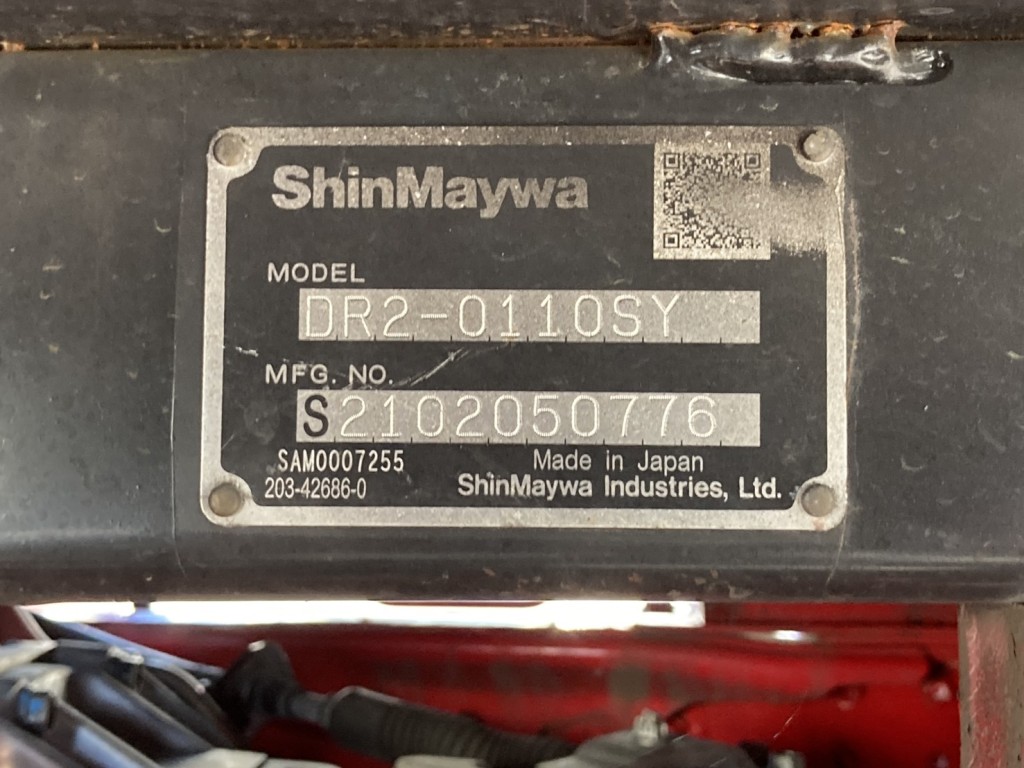 ShinMaywa
MODEL
DR2-0110SY
MFG. NO.
S2102050776
SAM0007255
203-42686-0
Made in Japan
ShinMaywa Industries, Ltd.